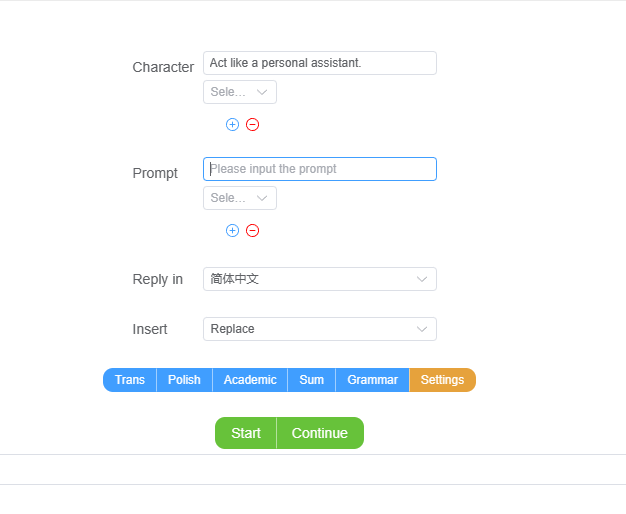 Character Act like a personal assistant.
Sele...
Prompt Please input the prompt
Sele...
Reply in 简体中文
Insert Replace
Trans Polish Academic Sum Grammar Settings
Start Continue